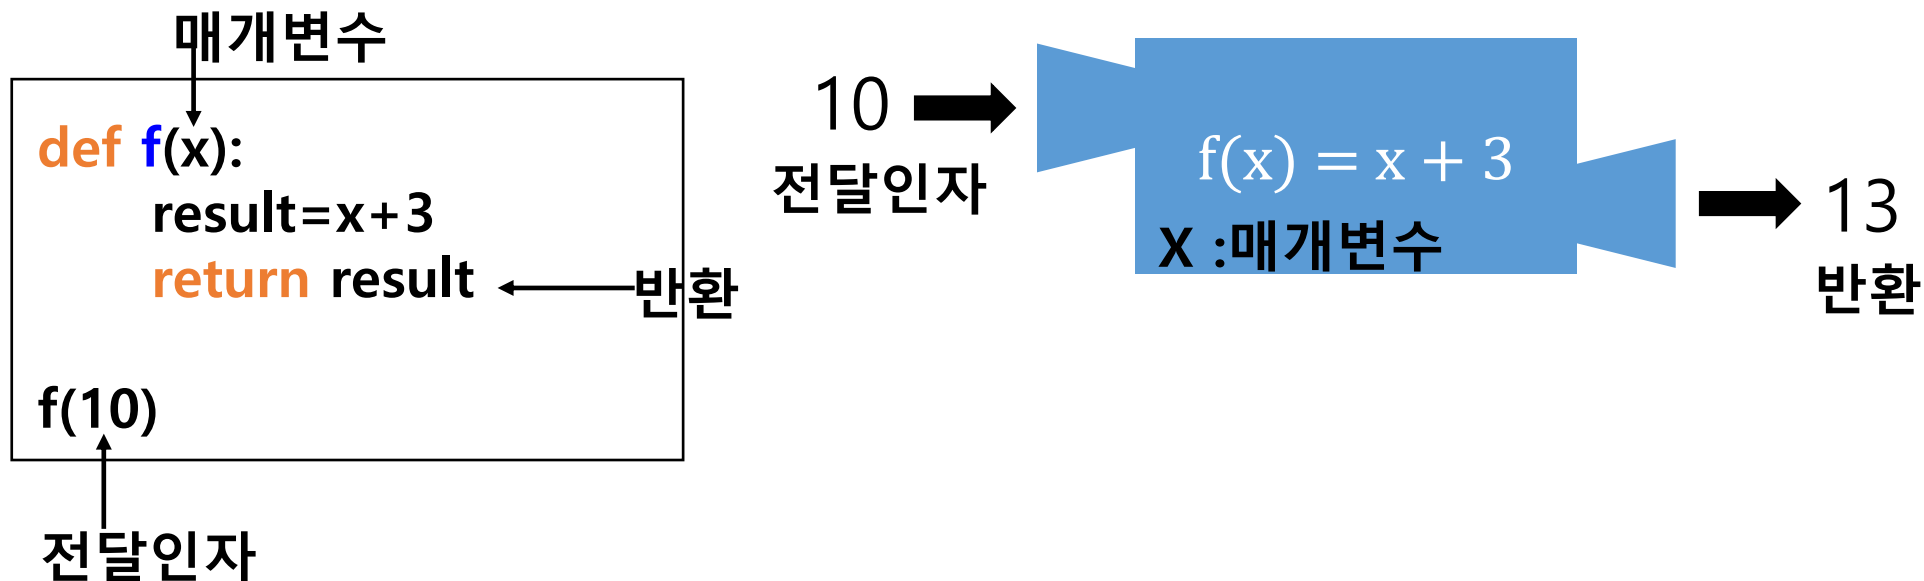 매개변수
def f(x):
result=x+3
return result
반환
f(10)
전달인자
10
전달인자
f(x) = x + 3
X :매개변수
13
반환